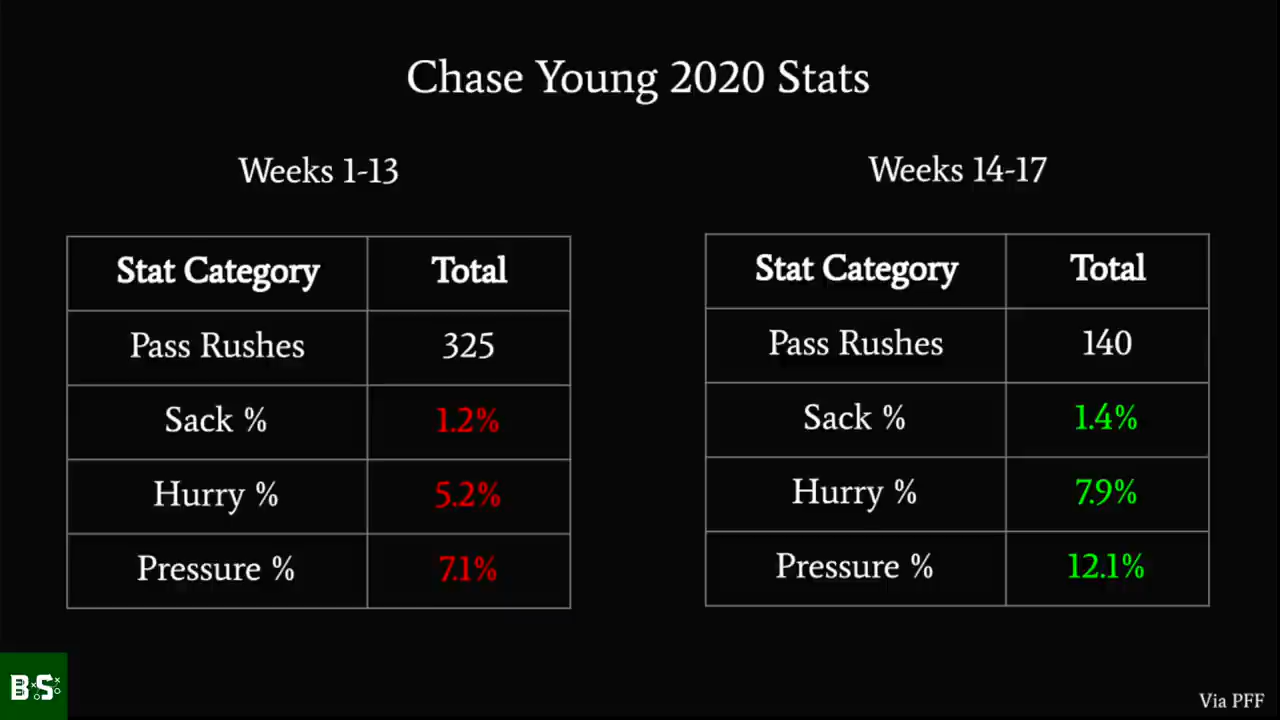 Chase Young 2020 Stats
Weeks 1-13
Stat Category Total
Pass Rushes 325
Sack % 1.2%
Hurry % 5.2%
Pressure % 7.1%
Weeks 14-17
Stat Category Total
Pass Rushes 140
Sack % 1.4%
Hurry % 7.9%
Pressure % 12.1%
BS
Via PFF